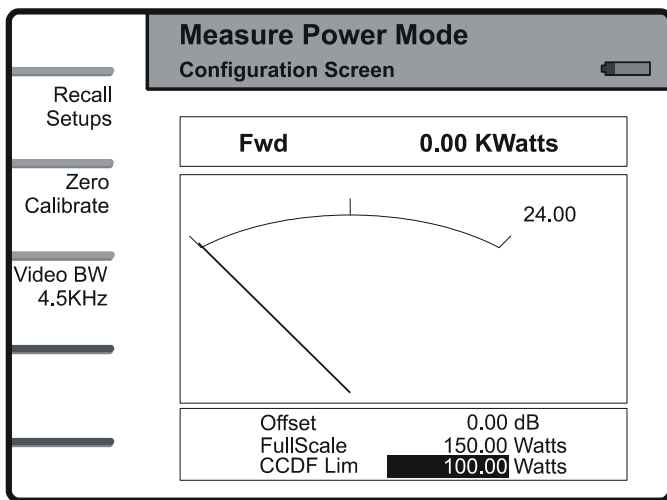 Measure Power Mode
Configuration Screen
Recall
Setups
Zero
Calibrate
Video BW
4.5KHz
Fwd 0.00 KWatts
24.00
Offset 0.00 dB
FullScale 150.00 Watts
CCDF Lim 100.00 Watts